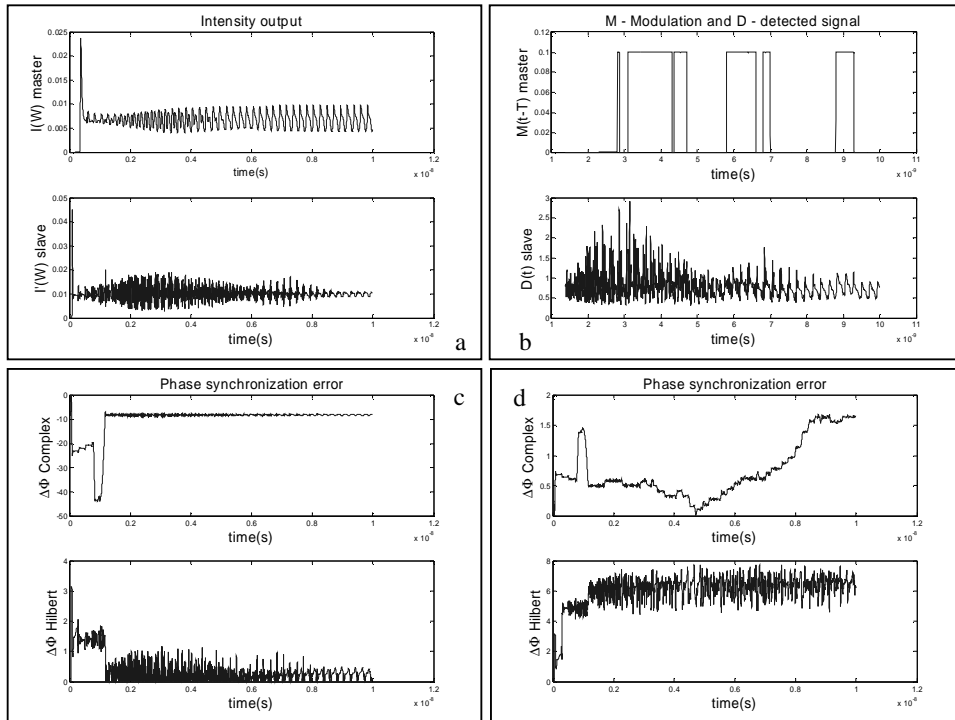 Intensity output
I(W) master
0.025
0.02
0.015
0.01
0.005
0
0 0.2 0.4 0.6 0.8 1 1.2
time(s)
x 10⁻⁸
I'(W) slave
0.05
0.04
0.03
0.02
0.01
0
0 0.2 0.4 0.6 0.8 1 1.2
time(s)
x 10⁻⁸
a
M - Modulation and D - detected signal
M(t-T) master
0.12
0.1
0.08
0.06
0.04
0.02
0
1 2 3 4 5 6 7 8 9 10 11
time(s)
x 10⁻⁹
D(t) slave
3
2.5
2
1.5
1
0.5
0
1 2 3 4 5 6 7 8 9 10 11
time(s)
x 10⁻⁹
b
Phase synchronization error
c
ΔΦ Complex
0
-10
-20
-30
-40
-50
0 0.2 0.4 0.6 0.8 1 1.2
time(s)
x 10⁻⁸
ΔΦ Hilbert
4
3
2
1
0
0 0.2 0.4 0.6 0.8 1 1.2
time(s)
x 10⁻⁸
d
Phase synchronization error
ΔΦ Complex
2
1.5
1
0.5
0
0 0.2 0.4 0.6 0.8 1 1.2
time(s)
x 10⁻⁸
ΔΦ Hilbert
8
6
4
2
0
0 0.2 0.4 0.6 0.8 1 1.2
time(s)
x 10⁻⁸